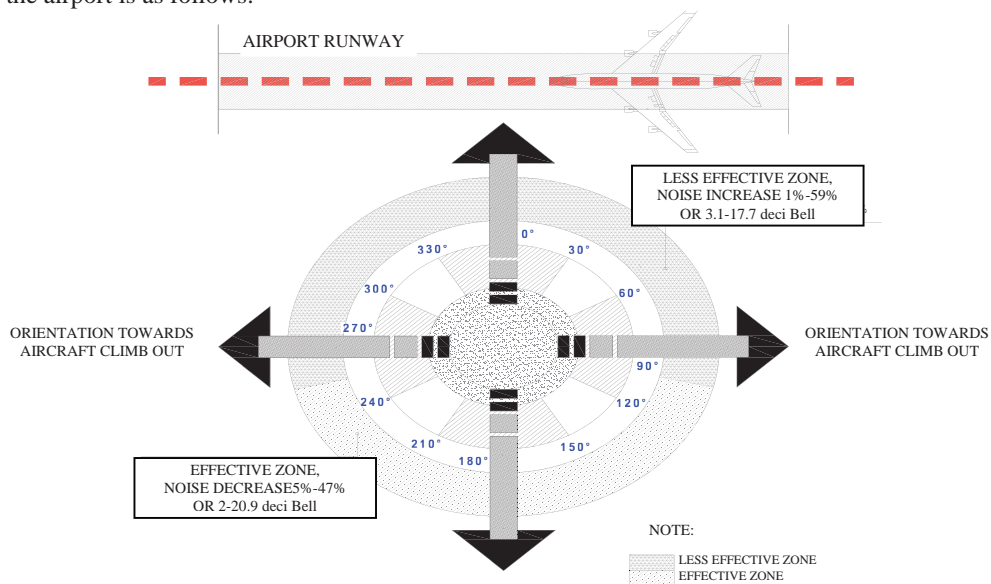 the airport is as follows:
AIRPORT RUNWAY
LESS EFFECTIVE ZONE,
NOISE INCREASE 1%-59%
OR 3.1-17.7 deci Bell
0°
330°
30°
300°
60°
270°
ORIENTATION TOWARDS
AIRCRAFT CLIMB OUT
ORIENTATION TOWARDS
AIRCRAFT CLIMB OUT
90°
240°
120°
210°
150°
180°
EFFECTIVE ZONE,
NOISE DECREASE5%-47%
OR 2-20.9 deci Bell
NOTE:
LESS EFFECTIVE ZONE
EFFECTIVE ZONE